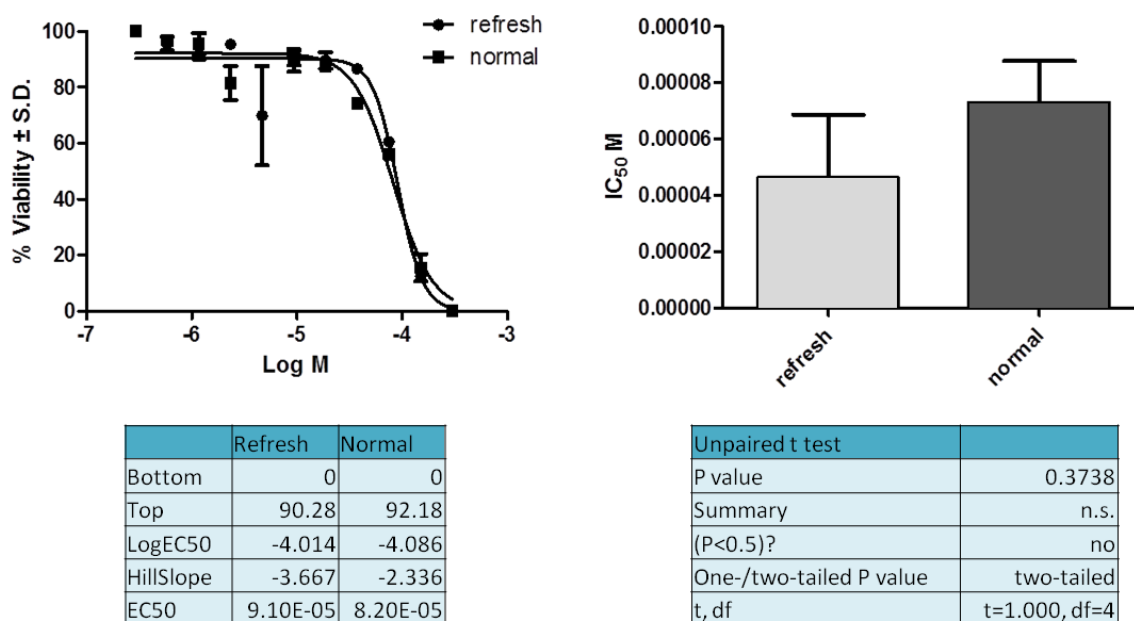 refresh
normal
100
80
60
40
20
0
% Viability ± S.D.
-7 -6 -5 -4 -3
Log M
0.00010
0.00008
0.00006
0.00004
0.00002
0.00000
IC50 M
refresh
normal
Refresh Normal
Bottom 0 0
Top 90.28 92.18
LogEC50 -4.014 -4.086
HillSlope -3.667 -2.336
EC50 9.10E-05 8.20E-05
Unpaired t test
P value 0.3738
Summary n.s.
(P<0.5)? no
One-/two-tailed P value two-tailed
t, df t=1.000, df=4